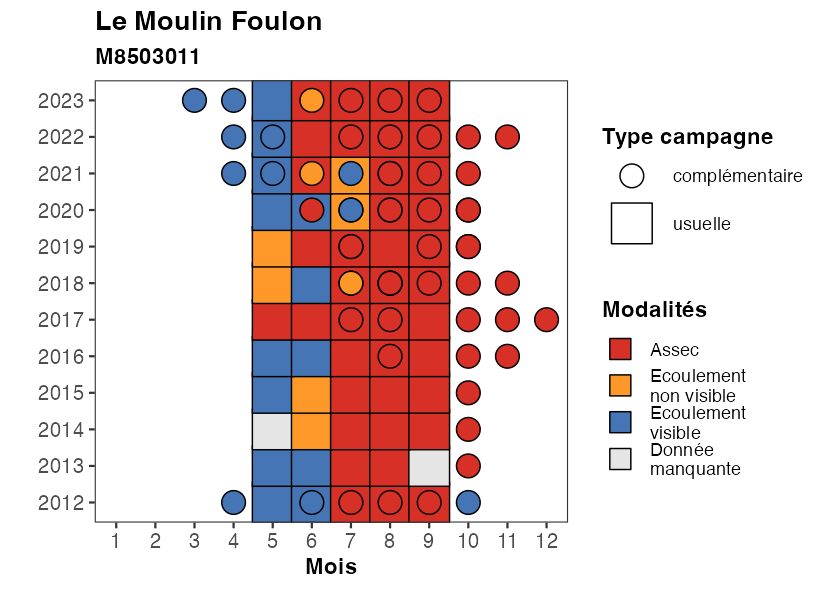 Le Moulin Foulon
M8503011
2023
2022
2021
2020
2019
2018
2017
2016
2015
2014
2013
2012
1 2 3 4 5 6 7 8 9 10 11 12
Mois
Type campagne
complémentaire
usuelle
Modalités
Assec
Ecoulement
non visible
Ecoulement
visible
Donnée
manquante